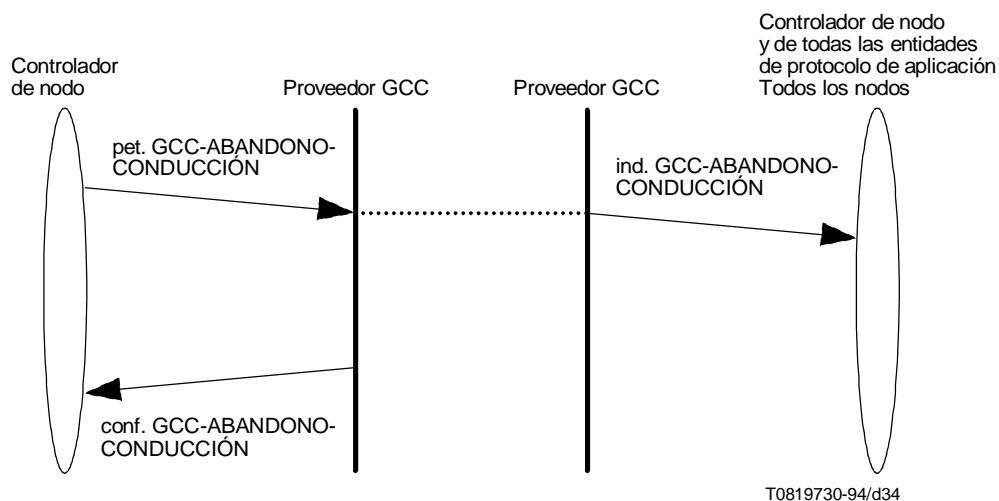 Controlador de nodo
y de todas las entidades
de protocolo de aplicación
Todos los nodos
Controlador
de nodo
Proveedor GCC
Proveedor GCC
pet. GCC-ABANDONO-
CONDUCCIÓN
ind. GCC-ABANDONO-
CONDUCCIÓN
conf. GCC-ABANDONO-
CONDUCCIÓN
T0819730-94/d34